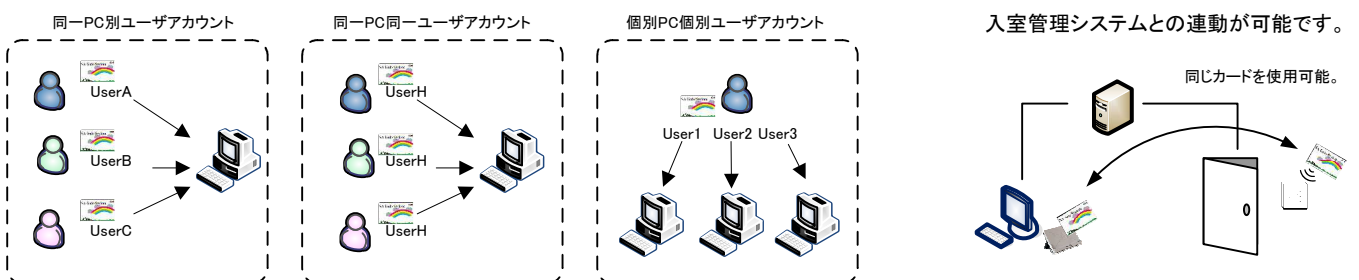 同一PC別ユーザアカウント
UserA
UserB
UserC
同一PC同一ユーザアカウント
UserH
UserH
UserH
個別PC個別ユーザアカウント
User1 User2 User3
入室管理システムとの連動が可能です。
同じカードを使用可能。